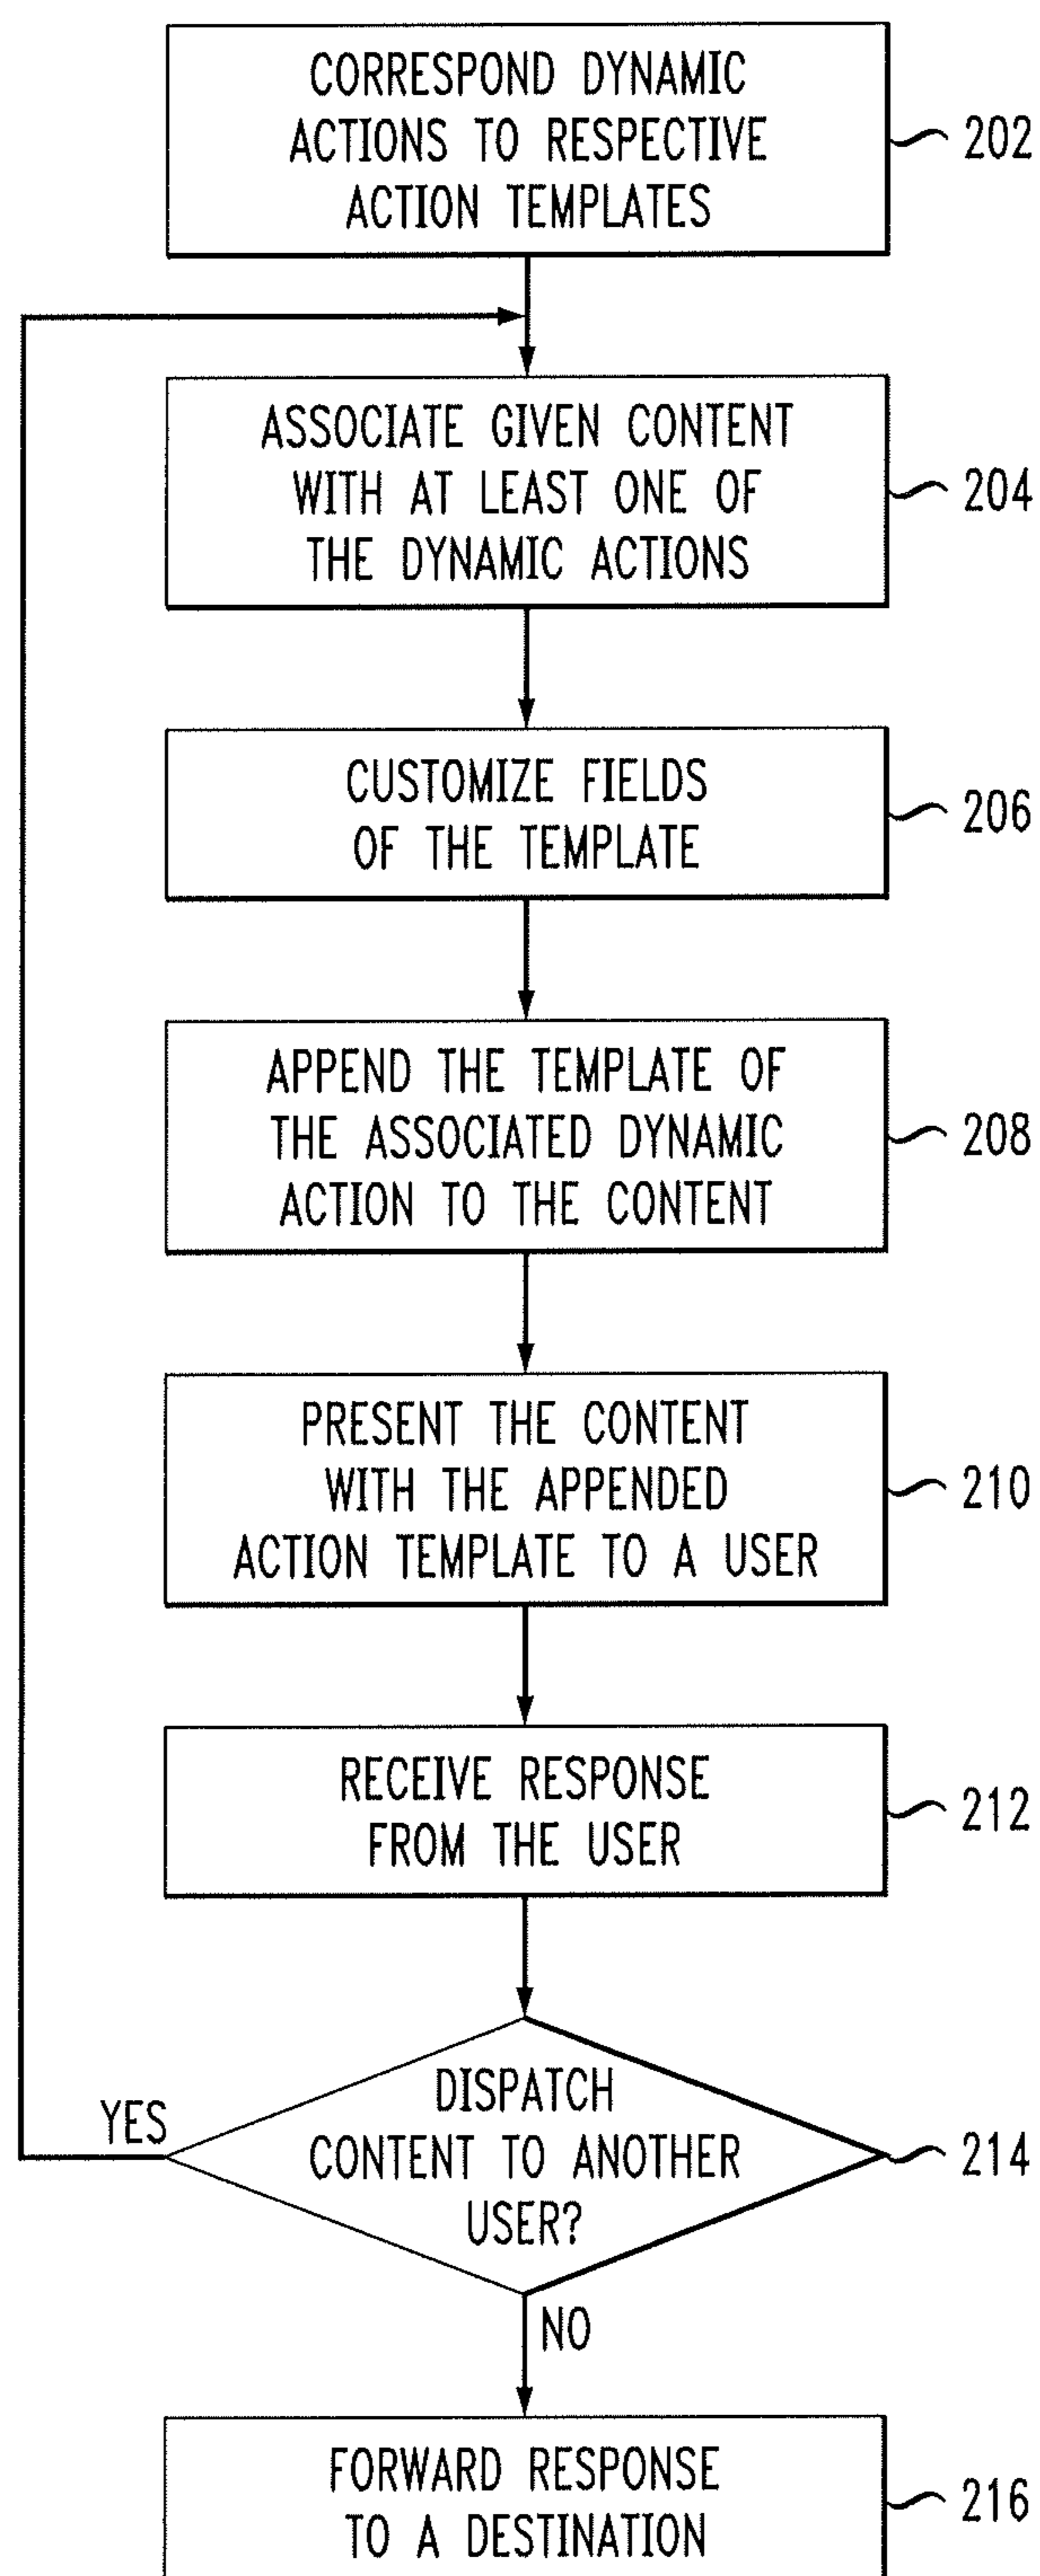 CORRESPOND DYNAMIC
ACTIONS TO RESPECTIVE
ACTION TEMPLATES
202
ASSOCIATE GIVEN CONTENT
WITH AT LEAST ONE OF
THE DYNAMIC ACTIONS
204
CUSTOMIZE FIELDS
OF THE TEMPLATE
206
APPEND THE TEMPLATE OF
THE ASSOCIATED DYNAMIC
ACTION TO THE CONTENT
208
PRESENT THE CONTENT
WITH THE APPENDED
ACTION TEMPLATE TO A USER
210
RECEIVE RESPONSE
FROM THE USER
212
DISPATCH
CONTENT TO ANOTHER
USER?
214
YES
NO
FORWARD RESPONSE
TO A DESTINATION
216